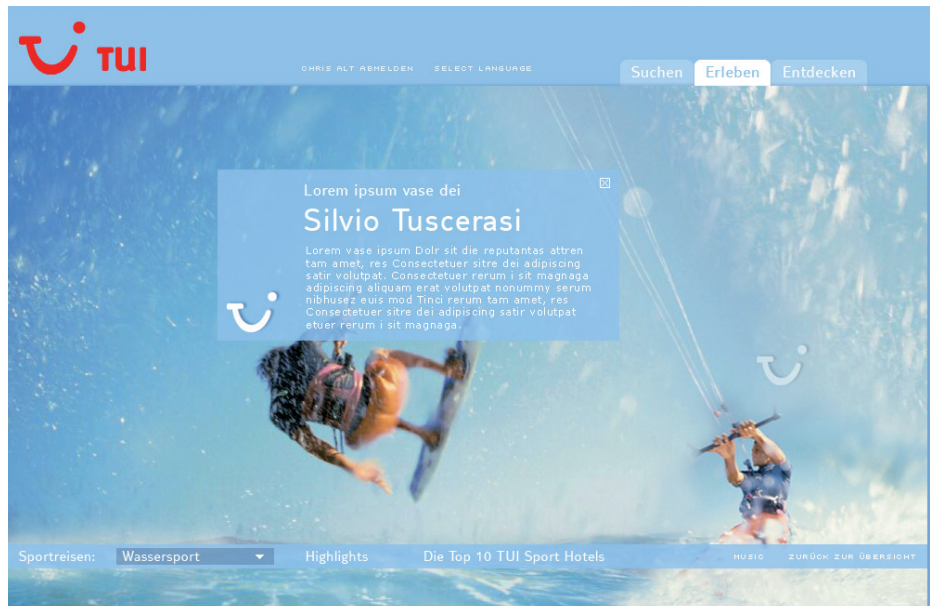 TUI
CHRIS ALT ABMELDEN SELECT LANGUAGE
Suchen Erleben Entdecken
Lorem ipsum vase dei
Silvio Tuscerasi
Lorem vase ipsum Dolr sit die reputantas attren
tam amet, res Consectetuer sitre dei adipiscing
satir volutpat. Consectetuer rerum i sit magnaga
adipiscing aliquam erat volutpat nonummy serum
nibhusez euis mod Tinci rerum tam amet, res
Consectetuer sitre dei adipiscing satir volutpat
etuer rerum i sit magnaga.
Sportreisen: Wassersport Highlights Die Top 10 TUI Sport Hotels MUSIC ZURÜCK ZUR ÜBERSICHT